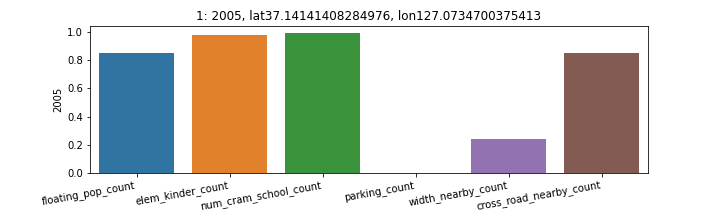 1: 2005, lat37.14141408284976, lon127.0734700375413
1.0
0.8
0.6
0.4
0.2
0.0
2005
floating_pop_count
elem_kinder_count
num_cram_school_count
parking_count
width_nearby_count
cross_road_nearby_count